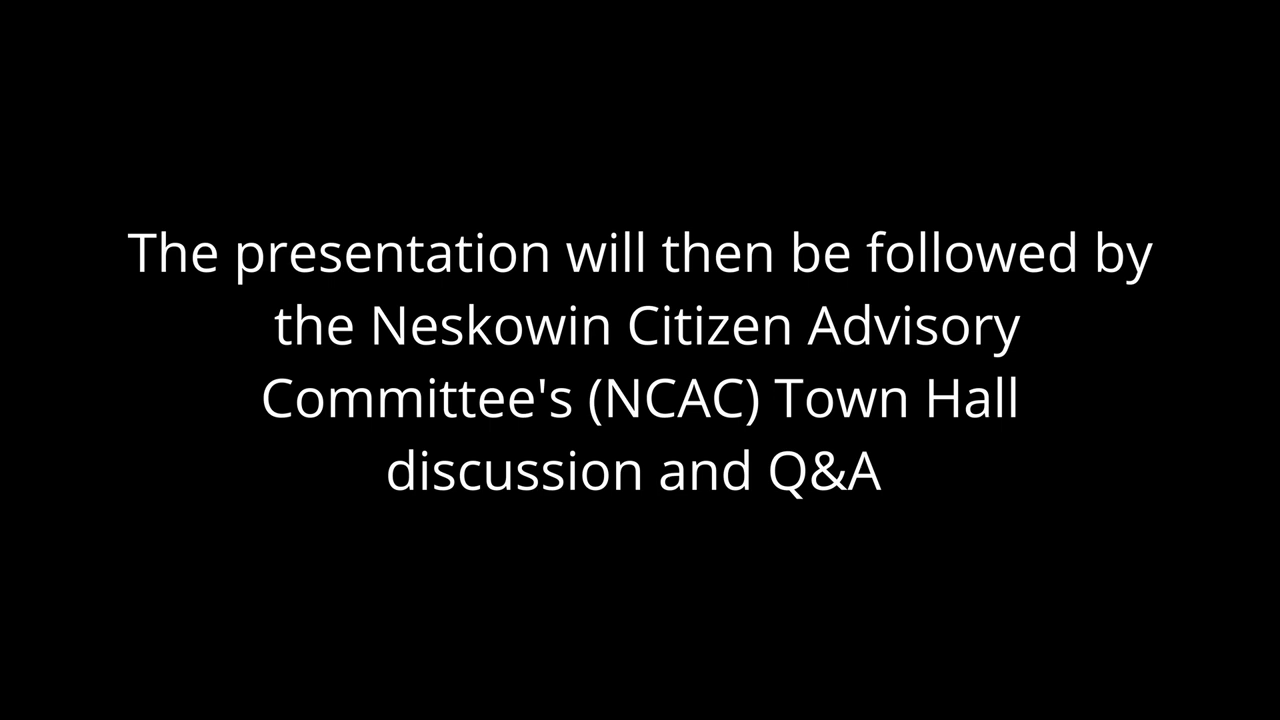 The presentation will then be followed by
the Neskowin Citizen Advisory
Committee's (NCAC) Town Hall
discussion and Q&A